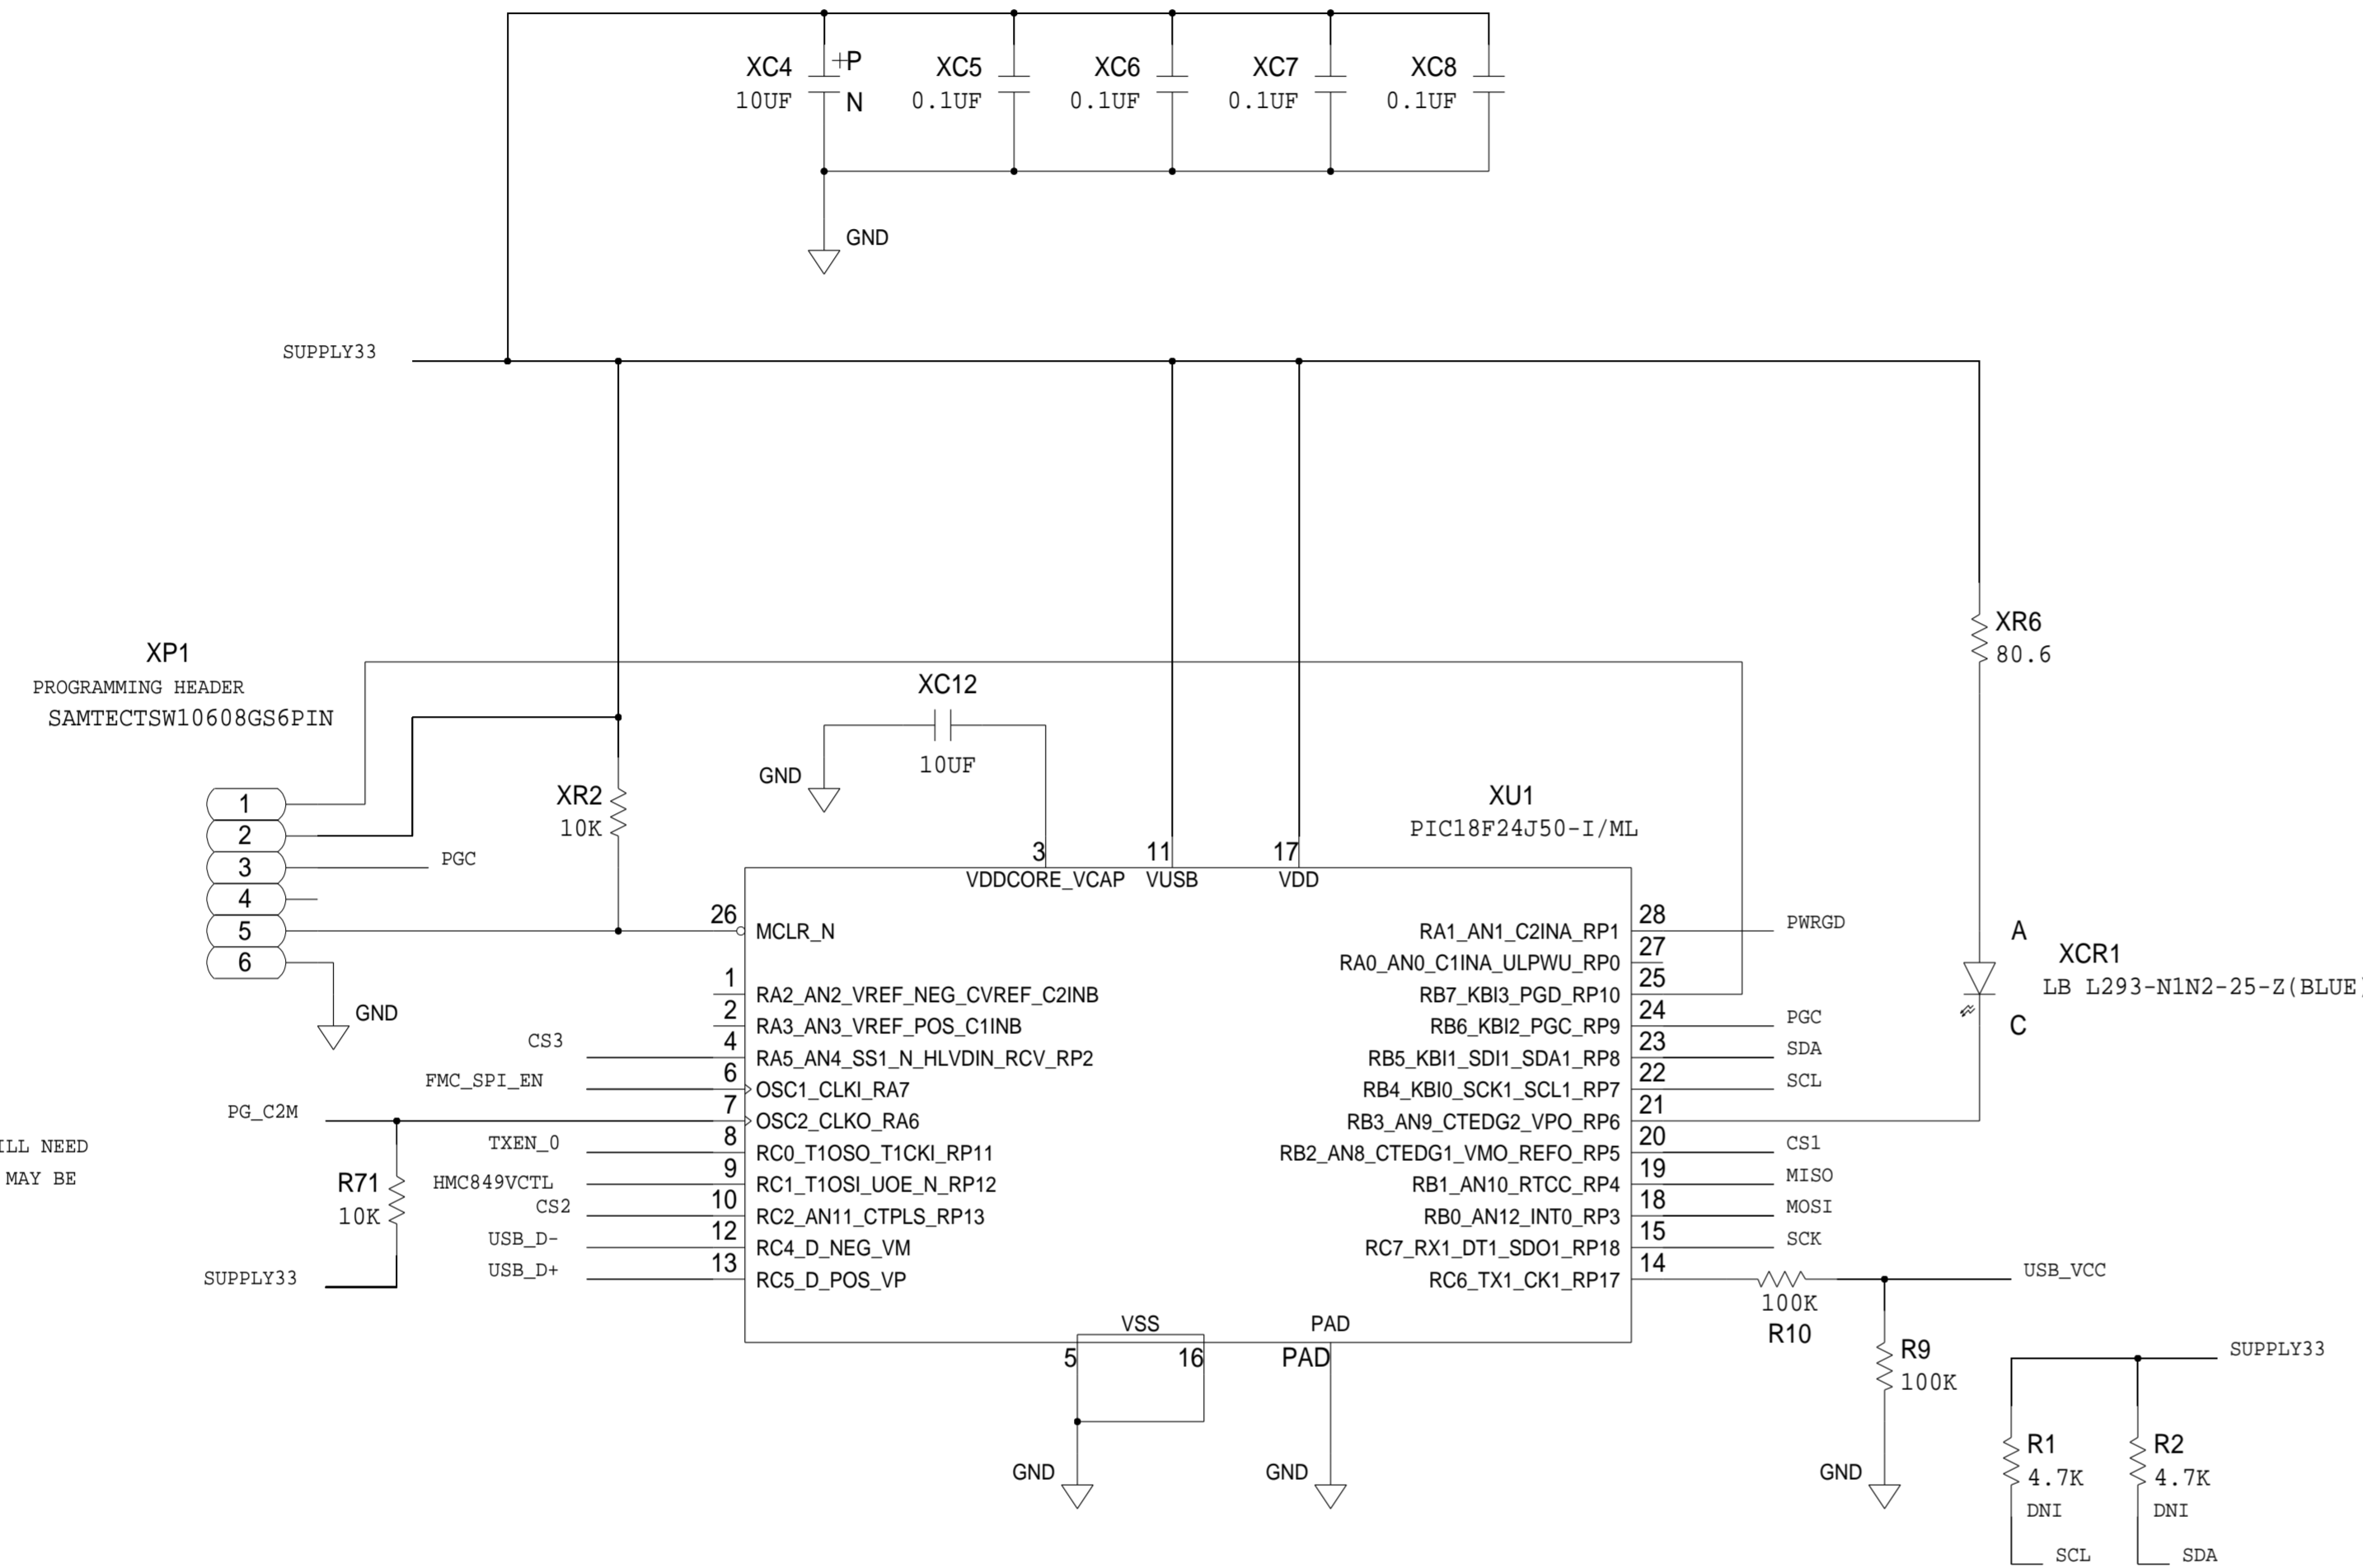 XC4
10UF
+P
N
XC5
0.1UF
XC6
0.1UF
XC7
0.1UF
XC8
0.1UF
GND
SUPPLY33
XR6
80.6
XP1
PROGRAMMING HEADER
SAMTECTSW10608GS6PIN
1
2
3
4
5
6
PGC
GND
XR2
10K
XC12
10UF
GND
XU1
PIC18F24J50-I/ML
3
11
17
VDDCORE_VCAP
VUSB
VDD
26
MCLR_N
1
RA2_AN2_VREF_NEG_CVREF_C2INB
2
RA3_AN3_VREF_POS_C1INB
CS3
4
RA5_AN4_SS1_N_HLVDIN_RCV_RP2
FMC_SPI_EN
6
OSC1_CLKI_RA7
PG_C2M
7
OSC2_CLKO_RA6
TXEN_0
8
RC0_T1OSO_T1CKI_RP11
HMC849VCTL
9
RC1_T1OSI_UOE_N_RP12
CS2
10
RC2_AN11_CTPLS_RP13
USB_D-
12
RC4_D_NEG_VM
USB_D+
13
RC5_D_POS_VP
RA1_AN1_C2INA_RP1
28
PWRGD
RA0_AN0_C1INA_ULPWU_RP0
27
RB7_KBI3_PGD_RP10
25
RB6_KBI2_PGC_RP9
24
PGC
RB5_KBI1_SDI1_SDA1_RP8
23
SDA
RB4_KBI0_SCK1_SCL1_RP7
22
SCL
RB3_AN9_CTEDG2_VPO_RP6
21
RB2_AN8_CTEDG1_VMO_REFO_RP5
20
CS1
RB1_AN10_RTCC_RP4
19
MISO
RB0_AN12_INT0_RP3
18
MOSI
RC7_RX1_DT1_SDO1_RP18
15
SCK
RC6_TX1_CK1_RP17
14
A
XCR1
LB L293-N1N2-25-Z(BLUE)
C
NEED
MAY BE
R71
10K
SUPPLY33
VSS
PAD
5
16
PAD
GND
GND
100K
R10
USB_VCC
R9
100K
GND
SUPPLY33
R1
4.7K
DNI
SCL
R2
4.7K
DNI
SDA